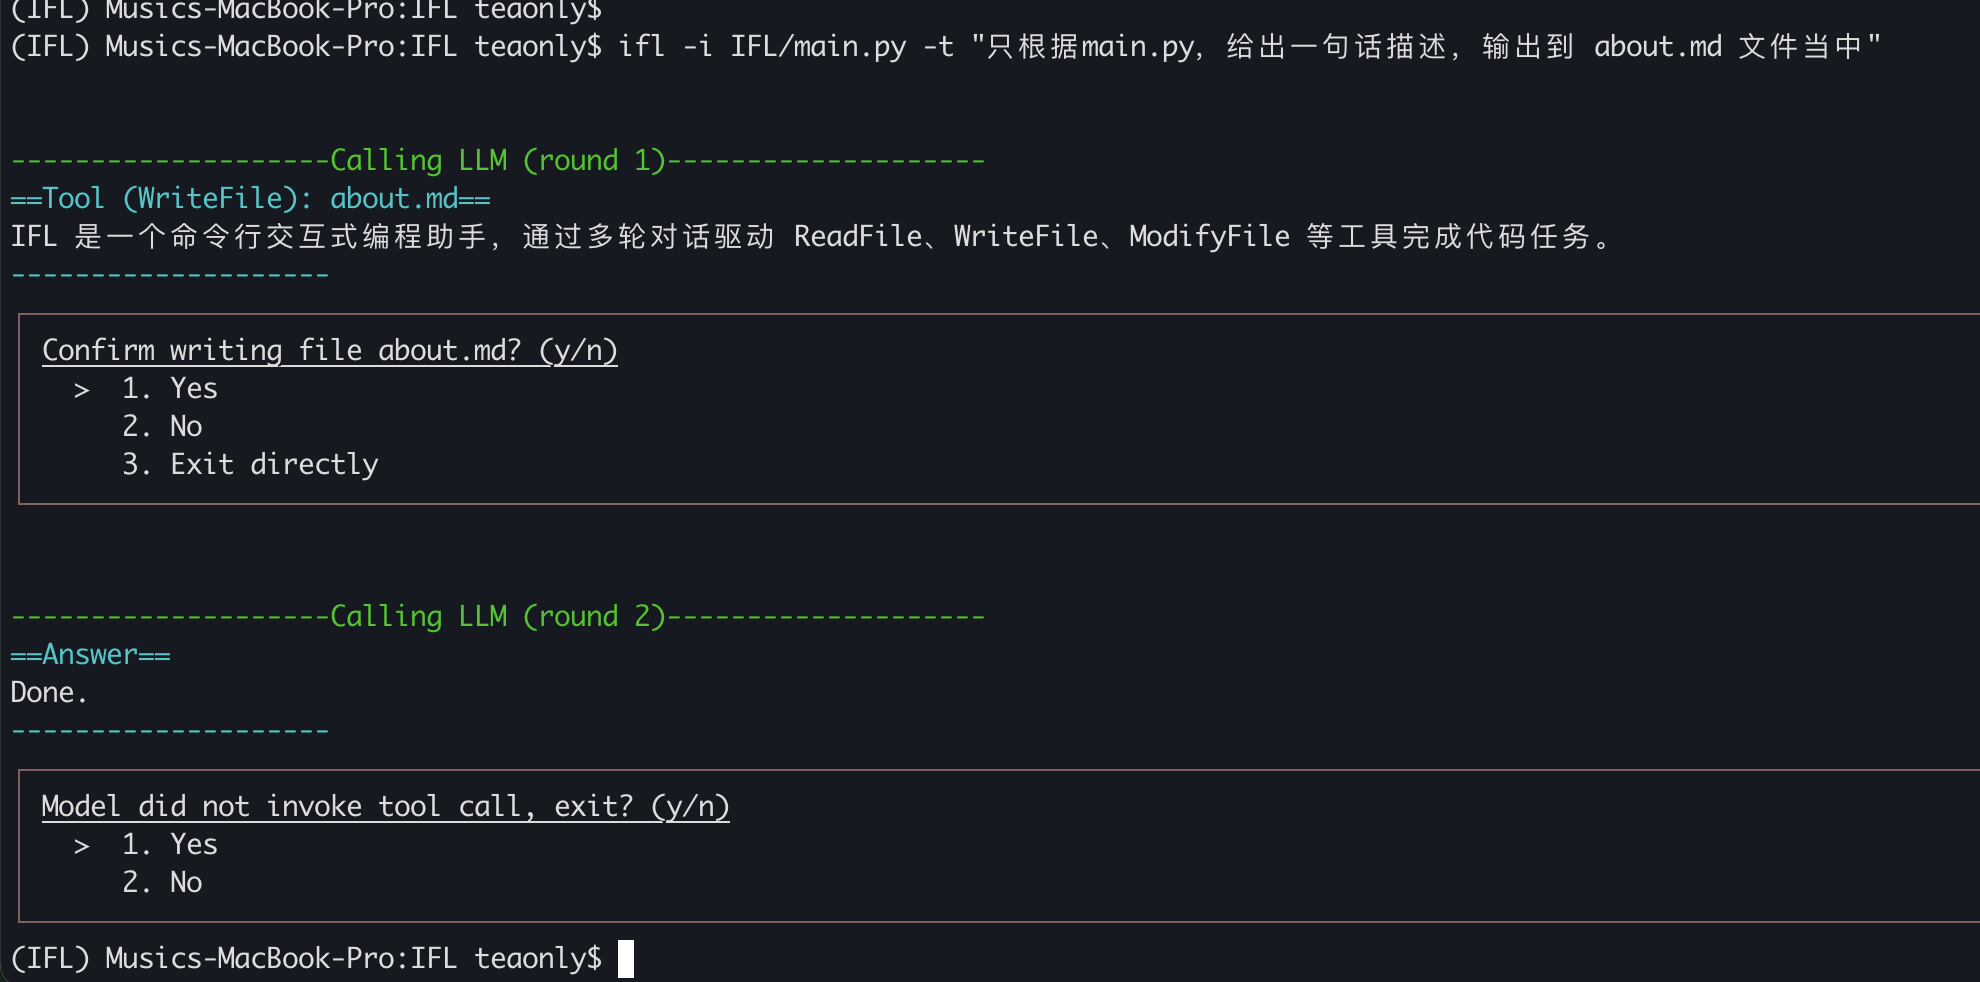 (IFL) Musics-MacBook-Pro:IFL teaonly$
(IFL) Musics-MacBook-Pro:IFL teaonly$ ifl -i IFL/main.py -t "只根据main.py, 给出一句话描述, 输出到 about.md 文件当中"
--------------------Calling LLM (round 1)--------------------
==Tool (WriteFile): about.md==
IFL 是一个命令行交互式编程助手, 通过多轮对话驱动 ReadFile、WriteFile、ModifyFile 等工具完成代码任务。
--------------------
Confirm writing file about.md? (y/n)
> 1. Yes
2. No
3. Exit directly
--------------------Calling LLM (round 2)--------------------
==Answer==
Done.
--------------------
Model did not invoke tool call, exit? (y/n)
> 1. Yes
2. No
(IFL) Musics-MacBook-Pro:IFL teaonly$